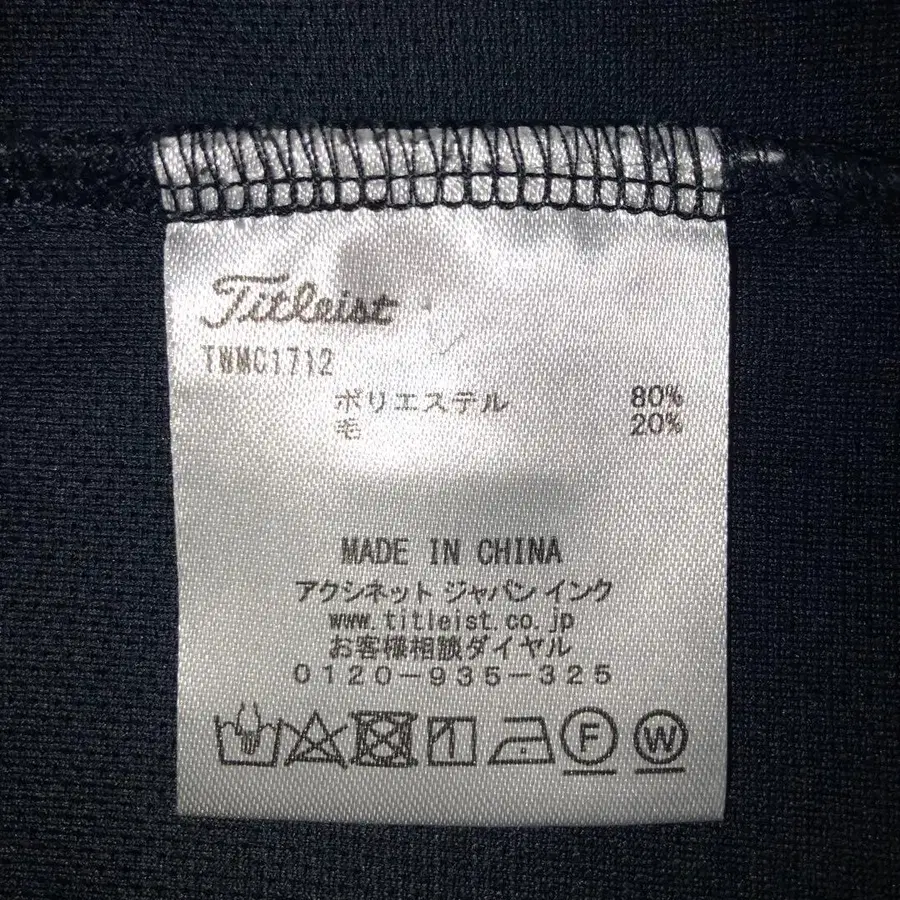 Titleist
TWMC1712
ポリエステル 80%
毛 20%
MADE IN CHINA
アクシネット ジャパン インク
www.titleist.co.jp
お客様相談ダイヤル
0120-935-325
F W